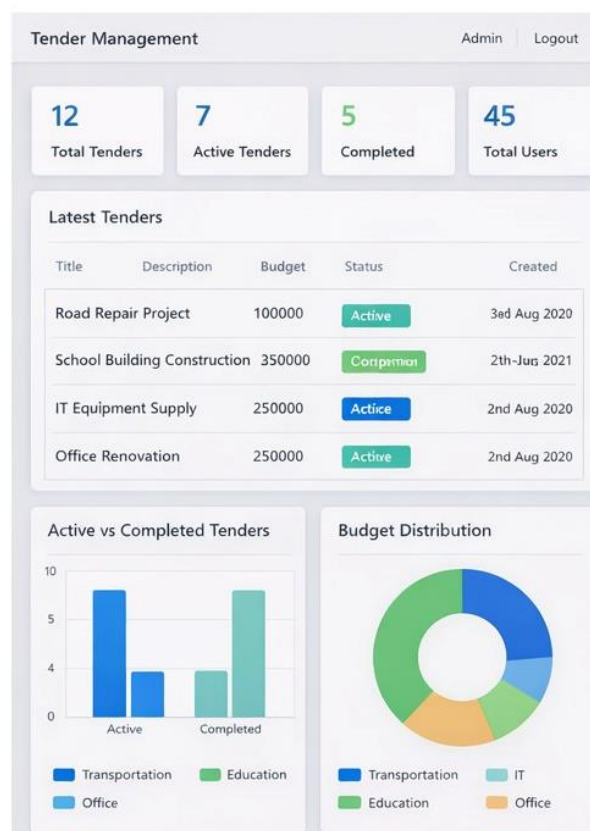 Tender Management Admin Logout
12 7 5 45
Total Tenders Active Tenders Completed Total Users
Latest Tenders
Title Description Budget Status Created
Road Repair Project 100000 Active 3ed Aug 2020
School Building Construction 350000 2th-Jus 2021
IT Equipment Supply 250000 Actice 2nd Aug 2020
Office Renovation 250000 Active 2nd Aug 2020
Active vs Completed Tenders Budget Distribution
10
5
4
0
Active Completed
Transportation Education Transportation IT
Office Education Office